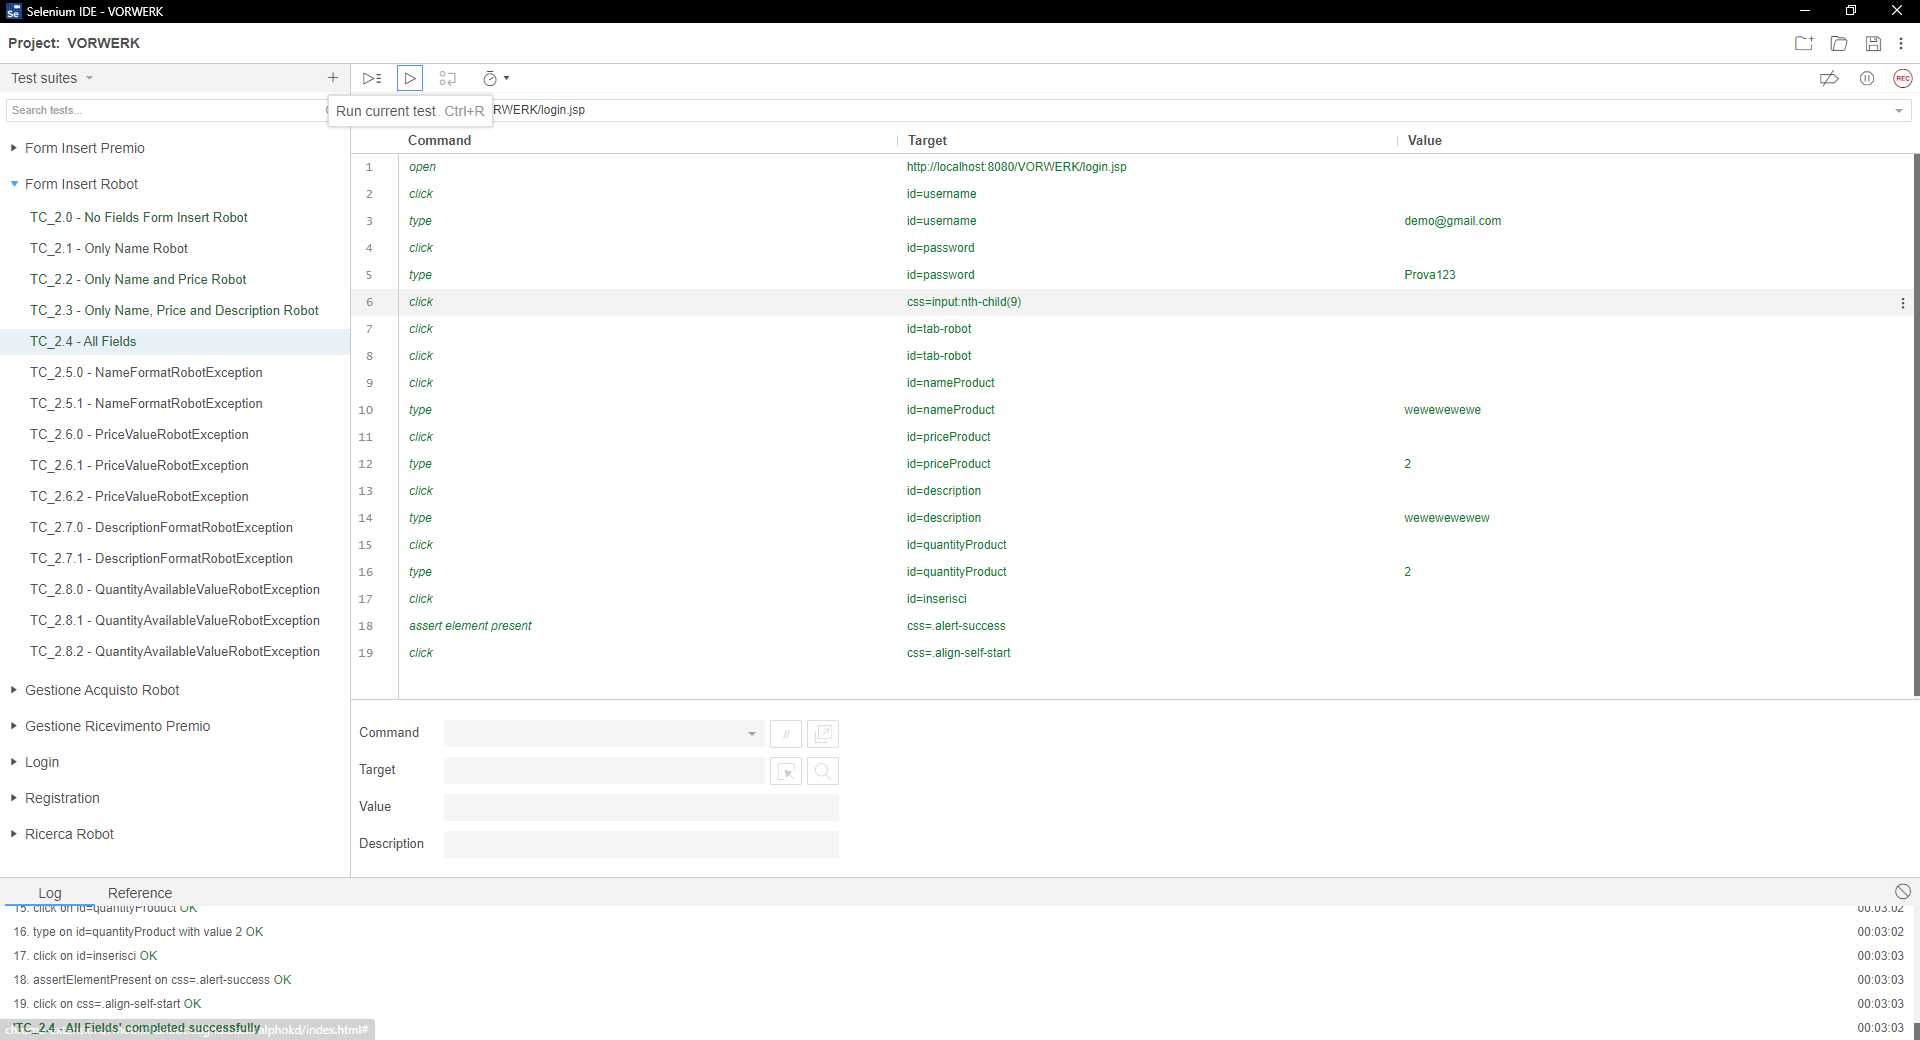 Selenium IDE - VORWERK
Project: VORWERK
Test suites
Search tests...
Run current test Ctrl+R
RWERK/login.jsp
REC
Form Insert Premio
Form Insert Robot
TC_2.0 - No Fields Form Insert Robot
TC_2.1 - Only Name Robot
TC_2.2 - Only Name and Price Robot
TC_2.3 - Only Name, Price and Description Robot
TC_2.4 - All Fields
TC_2.5.0 - NameFormatRobotException
TC_2.5.1 - NameFormatRobotException
TC_2.6.0 - PriceValueRobotException
TC_2.6.1 - PriceValueRobotException
TC_2.6.2 - PriceValueRobotException
TC_2.7.0 - DescriptionFormatRobotException
TC_2.7.1 - DescriptionFormatRobotException
TC_2.8.0 - QuantityAvailableValueRobotException
TC_2.8.1 - QuantityAvailableValueRobotException
TC_2.8.2 - QuantityAvailableValueRobotException
Gestione Acquisto Robot
Gestione Ricevimento Premio
Login
Registration
Ricerca Robot
Command Target Value
1 open http://localhost:8080/VORWERK/login.jsp
2 click id=username
3 type id=username demo@gmail.com
4 click id=password
5 type id=password Prova123
6 click css=input:nth-child(9)
7 click id=tab-robot
8 click id=tab-robot
9 click id=nameProduct
10 type id=nameProduct wewewewewe
11 click id=priceProduct
12 type id=priceProduct 2
13 click id=description
14 type id=description wewewewewew
15 click id=quantityProduct
16 type id=quantityProduct 2
17 click id=inserisci
18 assert element present css=.alert-success
19 click css=.align-self-start
Command //
Target
Value
Description
Log Reference
15. click on id=quantityProduct OK 00:03:02
16. type on id=quantityProduct with value 2 OK 00:03:02
17. click on id=inserisci OK 00:03:03
18. assertElementPresent on css=.alert-success OK 00:03:03
19. click on css=.align-self-start OK 00:03:03
'TC_2.4 - All Fields' completed successfully 00:03:03
alphokd/index.html#